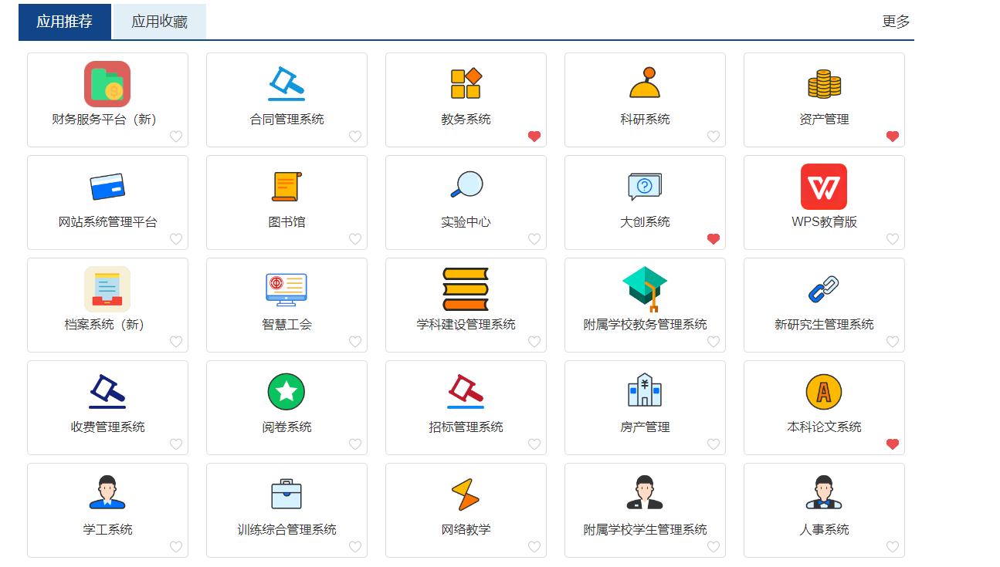 应用推荐 应用收藏 更多
财务服务平台（新） 合同管理系统 教务系统 科研系统 资产管理
网站系统管理平台 图书馆 实验中心 大创系统 WPS教育版
档案系统（新） 智慧工会 学科建设管理系统 附属学校教务管理系统 新研究生管理系统
收费管理系统 阅卷系统 招标管理系统 房产管理 本科论文系统
学工系统 训练综合管理系统 网络教学 附属学校学生管理系统 人事系统